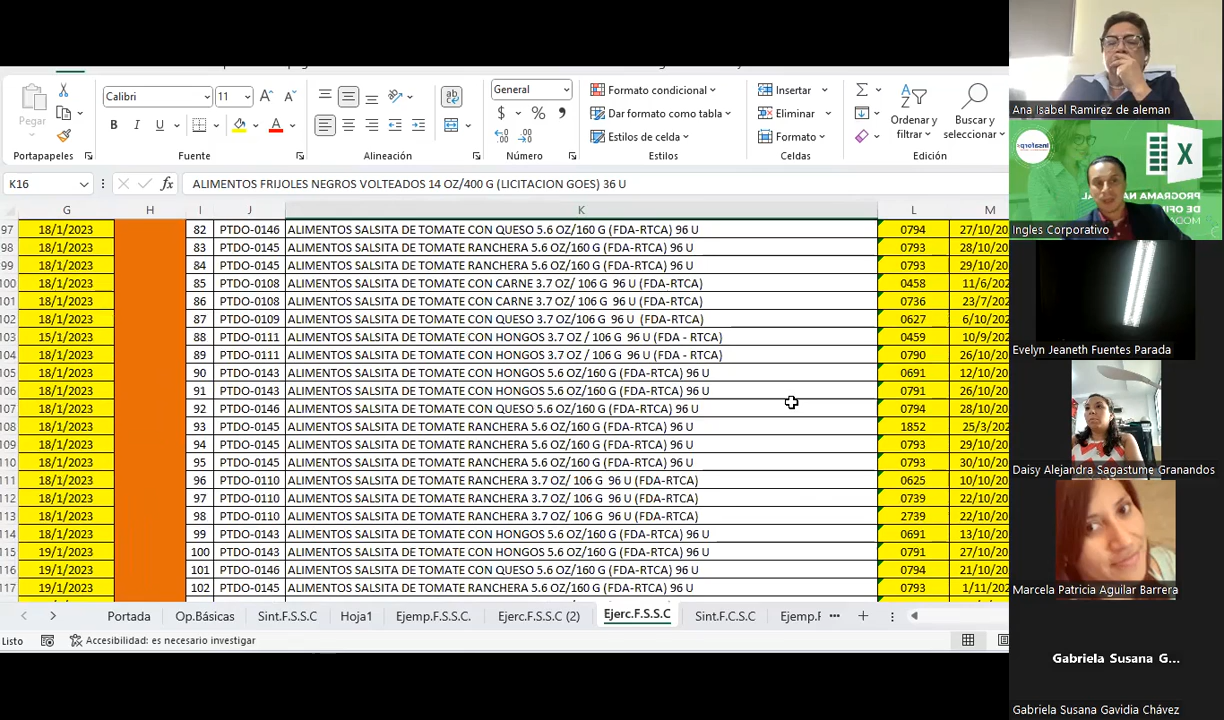 Calibri 11 General Formato condicional Insertar
Pegar Dar formato como tabla Eliminar Ordenar y Buscar y
N K S Estilos de celda Formato filtrar seleccionar
Portapapeles Fuente Alineación Número Estilos Celdas Edición
K16 fx ALIMENTOS FRIJOLES NEGROS VOLTEADOS 14 OZ/400 G (LICITACION GOES) 36 U
G H I J K L M
97 18/1/2023 82 PTDO-0146 ALIMENTOS SALSITA DE TOMATE CON QUESO 5.6 OZ/160 G (FDA-RTCA) 96 U 0794 27/10/20
98 18/1/2023 83 PTDO-0145 ALIMENTOS SALSITA DE TOMATE RANCHERA 5.6 OZ/160 G (FDA-RTCA) 96 U 0793 28/10/20
99 18/1/2023 84 PTDO-0145 ALIMENTOS SALSITA DE TOMATE RANCHERA 5.6 OZ/160 G (FDA-RTCA) 96 U 0793 29/10/20
100 18/1/2023 85 PTDO-0108 ALIMENTOS SALSITA DE TOMATE CON CARNE 3.7 OZ/ 106 G 96 U (FDA-RTCA) 0458 11/6/202
101 18/1/2023 86 PTDO-0108 ALIMENTOS SALSITA DE TOMATE CON CARNE 3.7 OZ/ 106 G 96 U (FDA-RTCA) 0736 23/7/202
102 18/1/2023 87 PTDO-0109 ALIMENTOS SALSITA DE TOMATE CON QUESO 3.7 OZ/106 G 96 U (FDA-RTCA) 0627 6/10/202
103 15/1/2023 88 PTDO-0111 ALIMENTOS SALSITA DE TOMATE CON HONGOS 3.7 OZ / 106 G 96 U (FDA - RTCA) 0459 10/9/202
104 18/1/2023 89 PTDO-0111 ALIMENTOS SALSITA DE TOMATE CON HONGOS 3.7 OZ / 106 G 96 U (FDA - RTCA) 0790 26/10/20
105 18/1/2023 90 PTDO-0143 ALIMENTOS SALSITA DE TOMATE CON HONGOS 5.6 OZ/160 G (FDA-RTCA) 96 U 0691 12/10/20
106 18/1/2023 91 PTDO-0143 ALIMENTOS SALSITA DE TOMATE CON HONGOS 5.6 OZ/160 G (FDA-RTCA) 96 U 0791 26/10/20
107 18/1/2023 92 PTDO-0146 ALIMENTOS SALSITA DE TOMATE CON QUESO 5.6 OZ/160 G (FDA-RTCA) 96 U 0794 28/10/20
108 18/1/2023 93 PTDO-0145 ALIMENTOS SALSITA DE TOMATE RANCHERA 5.6 OZ/160 G (FDA-RTCA) 96 U 1852 25/3/202
109 18/1/2023 94 PTDO-0145 ALIMENTOS SALSITA DE TOMATE RANCHERA 5.6 OZ/160 G (FDA-RTCA) 96 U 0793 29/10/20
110 18/1/2023 95 PTDO-0145 ALIMENTOS SALSITA DE TOMATE RANCHERA 5.6 OZ/160 G (FDA-RTCA) 96 U 0793 30/10/20
111 18/1/2023 96 PTDO-0110 ALIMENTOS SALSITA DE TOMATE RANCHERA 3.7 OZ/ 106 G 96 U (FDA-RTCA) 0625 10/10/20
112 18/1/2023 97 PTDO-0110 ALIMENTOS SALSITA DE TOMATE RANCHERA 3.7 OZ/ 106 G 96 U (FDA-RTCA) 0739 22/10/20
113 18/1/2023 98 PTDO-0110 ALIMENTOS SALSITA DE TOMATE RANCHERA 3.7 OZ/ 106 G 96 U (FDA-RTCA) 2739 22/10/20
114 18/1/2023 99 PTDO-0143 ALIMENTOS SALSITA DE TOMATE CON HONGOS 5.6 OZ/160 G (FDA-RTCA) 96 U 0691 13/10/20
115 19/1/2023 100 PTDO-0143 ALIMENTOS SALSITA DE TOMATE CON HONGOS 5.6 OZ/160 G (FDA-RTCA) 96 U 0791 27/10/20
116 19/1/2023 101 PTDO-0146 ALIMENTOS SALSITA DE TOMATE CON QUESO 5.6 OZ/160 G (FDA-RTCA) 96 U 0794 21/10/20
117 19/1/2023 102 PTDO-0145 ALIMENTOS SALSITA DE TOMATE RANCHERA 5.6 OZ/160 G (FDA-RTCA) 96 U 0793 1/11/202
Portada Op.Básicas Sint.F.S.S.C Hoja1 Ejemp.F.S.S.C. Ejerc.F.S.S.C (2) Ejerc.F.S.S.C Sint.F.C.S.C Ejemp.F
Listo Accesibilidad: es necesario investigar
Ana Isabel Ramirez de aleman
Insaforp
X
PROGRAMA NA
DE OFI
MOD
Ingles Corporativo
Evelyn Jeaneth Fuentes Parada
Daisy Alejandra Sagastume Granandos
Marcela Patricia Aguilar Barrera
Gabriela Susana G...
Gabriela Susana Gavidia Chávez